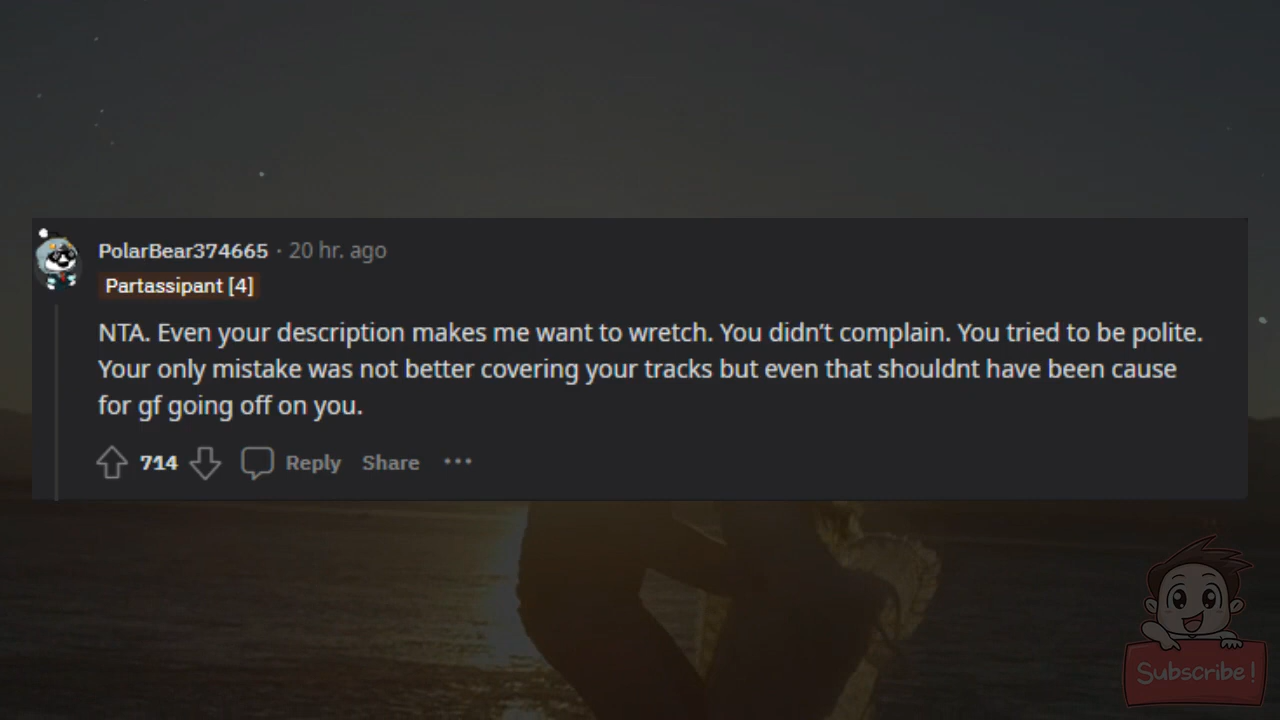 PolarBear374665 · 20 hr. ago
Partassipant [4]
NTA. Even your description makes me want to wretch. You didn’t complain. You tried to be polite.
Your only mistake was not better covering your tracks but even that shouldnt have been cause
for gf going off on you.
714 Reply Share ···
Subscribe!